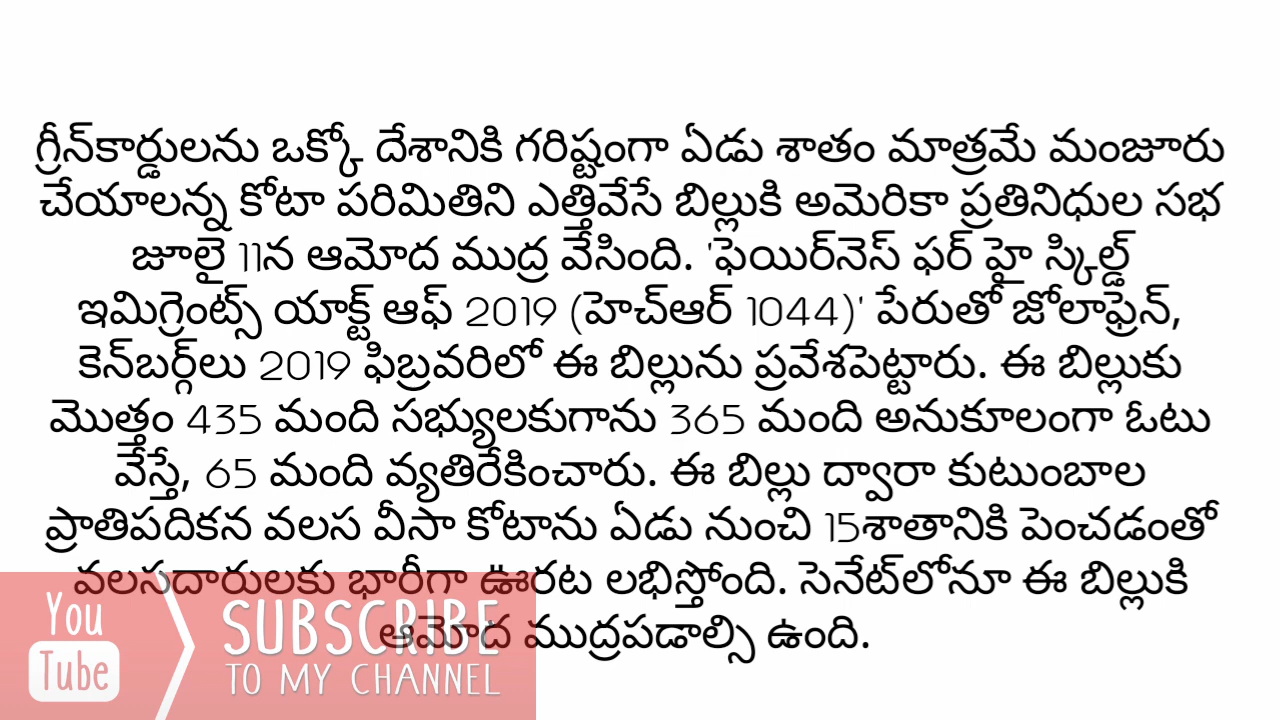 గ్రీన్‌కార్డులను ఒక్కో దేశానికి గరిష్టంగా ఏడు శాతం మాత్రమే మంజూరు
చేయాలన్న కోటా పరిమితిని ఎత్తివేసే బిల్లుకి అమెరికా ప్రతినిధుల సభ
జూలై 11న ఆమోద ముద్ర వేసింది. 'ఫెయిర్‌నెస్ ఫర్ హై స్కిల్డ్
ఇమిగ్రెంట్స్ యాక్ట్ ఆఫ్ 2019 (హెచ్ఆర్ 1044)' పేరుతో జోలాఫ్రెన్,
కెన్‌బర్గ్‌లు 2019 ఫిబ్రవరిలో ఈ బిల్లును ప్రవేశపెట్టారు. ఈ బిల్లుకు
మొత్తం 435 మంది సభ్యులకుగాను 365 మంది అనుకూలంగా ఓటు
వేస్తే, 65 మంది వ్యతిరేకించారు. ఈ బిల్లు ద్వారా కుటుంబాల
ప్రాతిపదికన వలస వీసా కోటాను ఏడు నుంచి 15శాతానికి పెంచడంతో
వలసదారులకు భారీగా ఊరట లభిస్తోంది. సెనేట్‌లోనూ ఈ బిల్లుకి
ఆమోద ముద్రపడాల్సి ఉంది.
You
Tube
SUBSCRIBE
TO MY CHANNEL